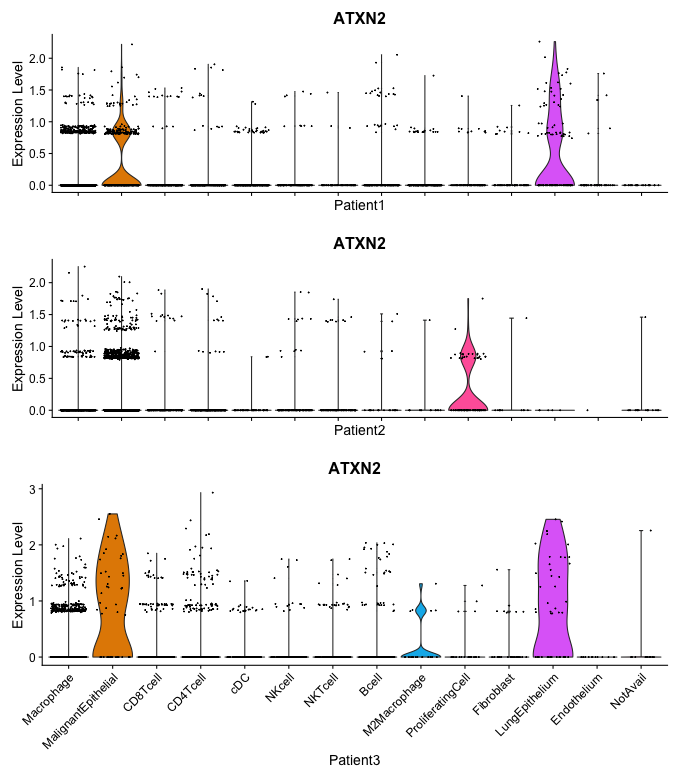 ATXN2
Expression Level
2.0
1.5
1.0
0.5
0.0
Patient1
ATXN2
Expression Level
2.0
1.5
1.0
0.5
0.0
Patient2
ATXN2
Expression Level
3
2
1
0
Macrophage
MalignantEpithelial
CD8Tcell
CD4Tcell
cDC
NKcell
NKTcell
Bcell
M2Macrophage
ProliferatingCell
Fibroblast
LungEpithelium
Endothelium
NotAvail
Patient3